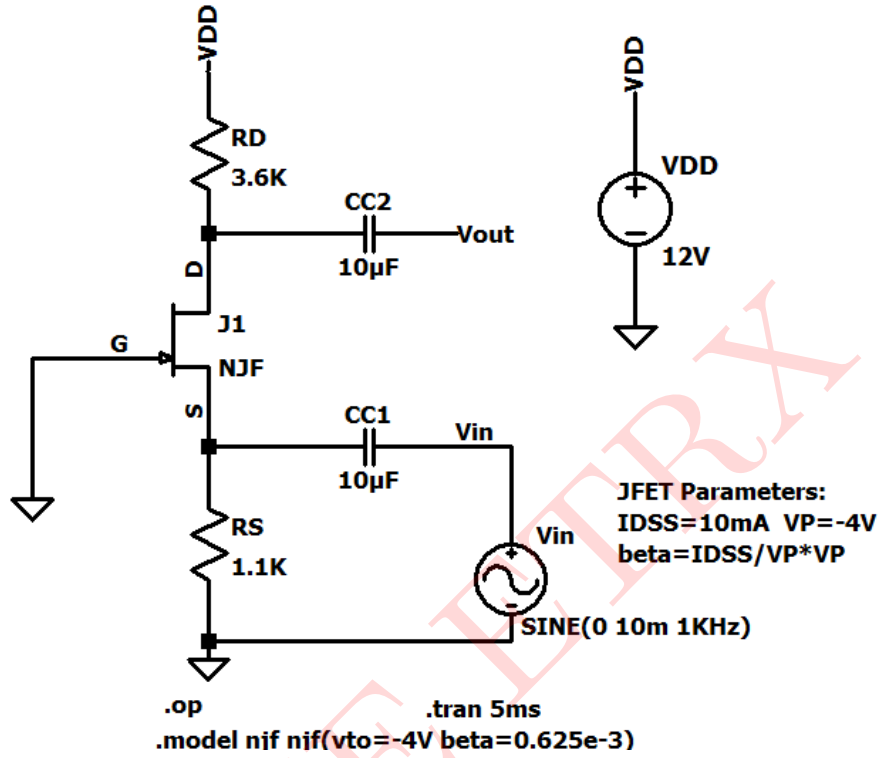 VDD
RD
3.6K
CC2
10µF
Vout
D
J1
G
NJF
S
CC1
10µF
Vin
RS
1.1K
Vin
SINE(0 10m 1KHz)
VDD
VDD
12V
JFET Parameters:
IDSS=10mA VP=-4V
beta=IDSS/VP*VP
.op
.tran 5ms
.model njf njf(vto=-4V beta=0.625e-3)
E ETRX